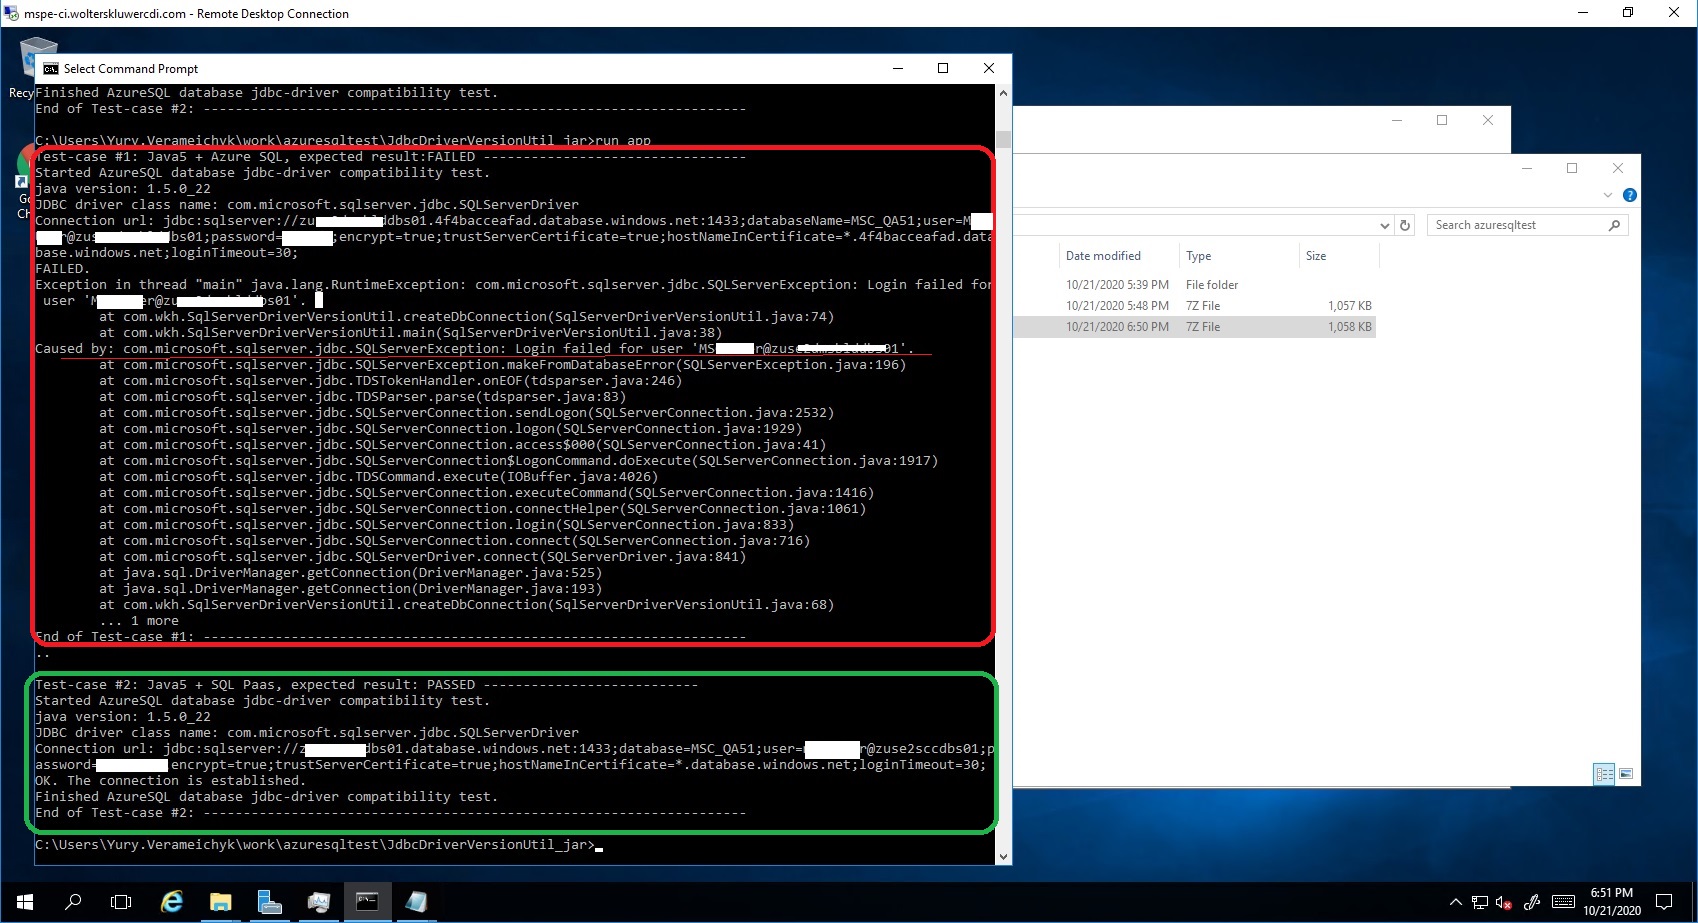 mspe-ci.wolterskluwercdi.com - Remote Desktop Connection
Recy
Select Command Prompt
Finished AzureSQL database jdbc-driver compatibility test.
End of Test-case #2: --------------------------------------------------------------------
C:\Users\Yury.Verameichyk\work\azuresqltest\JdbcDriverVersionUtil_jar>run_app
Test-case #1: Java5 + Azure SQL, expected result:FAILED ---------------------------------
Started AzureSQL database jdbc-driver compatibility test.
java version: 1.5.0_22
JDBC driver class name: com.microsoft.sqlserver.jdbc.SQLServerDriver
Connection url: jdbc:sqlserver://zu ddbs01.4f4bacceafad.database.windows.net:1433;databaseName=MSC_QA51;user=M
r@zus bs01;password= ;encrypt=true;trustServerCertificate=true;hostNameInCertificate=*.4f4bacceafad.data
base.windows.net;loginTimeout=30;
FAILED.
Exception in thread "main" java.lang.RuntimeException: com.microsoft.sqlserver.jdbc.SQLServerException: Login failed for
user 'M er@zu bs01'.
at com.wkh.SqlServerDriverVersionUtil.createDbConnection(SqlServerDriverVersionUtil.java:74)
at com.wkh.SqlServerDriverVersionUtil.main(SqlServerDriverVersionUtil.java:38)
Caused by: com.microsoft.sqlserver.jdbc.SQLServerException: Login failed for user 'MS r@zuse 01'.
at com.microsoft.sqlserver.jdbc.SQLServerException.makeFromDatabaseError(SQLServerException.java:196)
at com.microsoft.sqlserver.jdbc.TDSTokenHandler.onEOF(tdsparser.java:246)
at com.microsoft.sqlserver.jdbc.TDSParser.parse(tdsparser.java:83)
at com.microsoft.sqlserver.jdbc.SQLServerConnection.sendLogon(SQLServerConnection.java:2532)
at com.microsoft.sqlserver.jdbc.SQLServerConnection.logon(SQLServerConnection.java:1929)
at com.microsoft.sqlserver.jdbc.SQLServerConnection.access$000(SQLServerConnection.java:41)
at com.microsoft.sqlserver.jdbc.SQLServerConnection$LogonCommand.doExecute(SQLServerConnection.java:1917)
at com.microsoft.sqlserver.jdbc.TDSCommand.execute(IOBuffer.java:4026)
at com.microsoft.sqlserver.jdbc.SQLServerConnection.executeCommand(SQLServerConnection.java:1416)
at com.microsoft.sqlserver.jdbc.SQLServerConnection.connectHelper(SQLServerConnection.java:1061)
at com.microsoft.sqlserver.jdbc.SQLServerConnection.login(SQLServerConnection.java:833)
at com.microsoft.sqlserver.jdbc.SQLServerConnection.connect(SQLServerConnection.java:716)
at com.microsoft.sqlserver.jdbc.SQLServerDriver.connect(SQLServerDriver.java:841)
at java.sql.DriverManager.getConnection(DriverManager.java:525)
at java.sql.DriverManager.getConnection(DriverManager.java:193)
at com.wkh.SqlServerDriverVersionUtil.createDbConnection(SqlServerDriverVersionUtil.java:68)
... 1 more
End of Test-case #1: --------------------------------------------------------------------
..
Test-case #2: Java5 + SQL Paas, expected result: PASSED ---------------------------
Started AzureSQL database jdbc-driver compatibility test.
java version: 1.5.0_22
JDBC driver class name: com.microsoft.sqlserver.jdbc.SQLServerDriver
Connection url: jdbc:sqlserver://z dbs01.database.windows.net:1433;database=MSC_QA51;user= r@zuse2sccdbs01;p
assword= encrypt=true;trustServerCertificate=true;hostNameInCertificate=*.database.windows.net;loginTimeout=30;
OK. The connection is established.
Finished AzureSQL database jdbc-driver compatibility test.
End of Test-case #2: --------------------------------------------------------------------
C:\Users\Yury.Verameichyk\work\azuresqltest\JdbcDriverVersionUtil_jar>
Go
Ch
Search azuresqltest
Date modified Type Size
10/21/2020 5:39 PM File folder
10/21/2020 5:48 PM 7Z File 1,057 KB
10/21/2020 6:50 PM 7Z File 1,058 KB
6:51 PM
10/21/2020